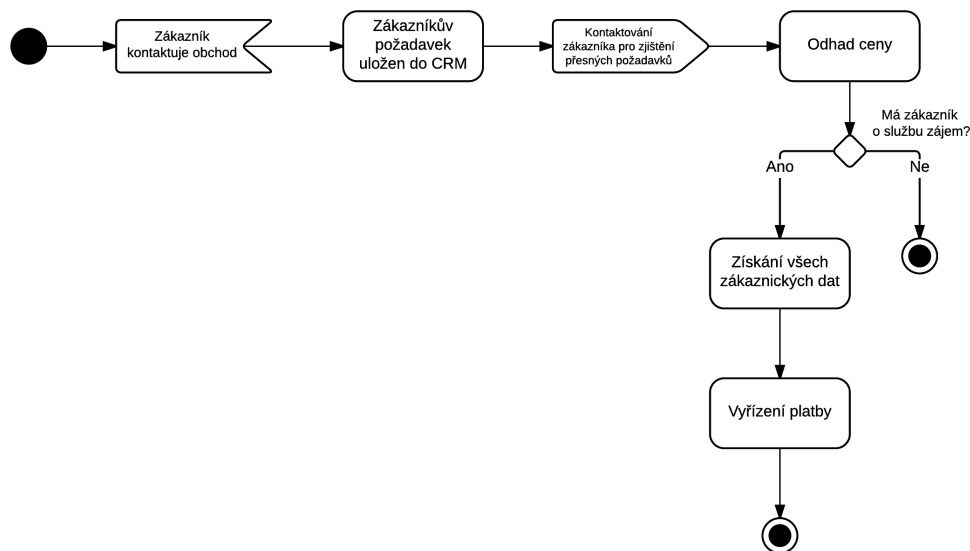 Zákazník
kontaktuje obchod
Zákazníkův
požadavek
uložen do CRM
Kontaktování
zákazníka pro zjištění
přesných požadavků
Odhad ceny
Má zákazník
o službu zájem?
Ano
Ne
Získání všech
zákaznických dat
Vyřízení platby